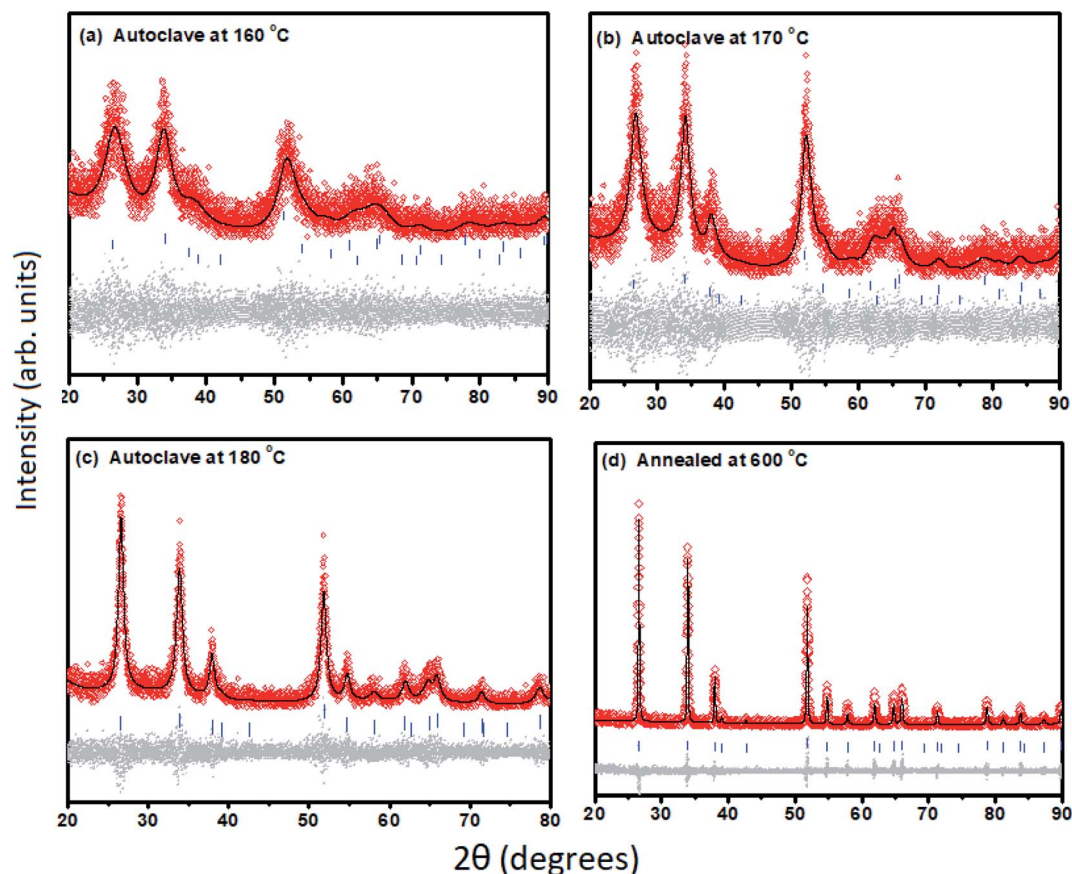 (a) Autoclave at 160 °C
(b) Autoclave at 170 °C
20 30 40 50 60 70 80 90
20 30 40 50 60 70 80 90
(c) Autoclave at 180 °C
(d) Annealed at 600 °C
20 30 40 50 60 70 80
20 30 40 50 60 70 80 90
Intensity (arb. units)
2θ (degrees)